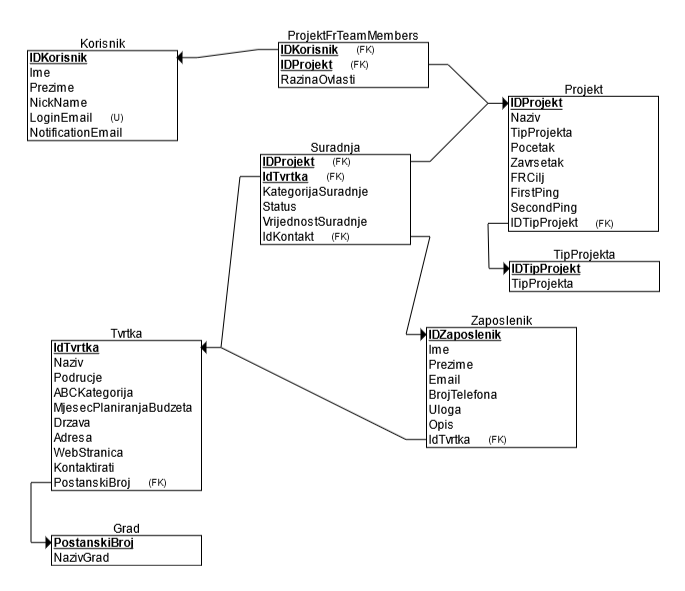 Korisnik
IDKorisnik
Ime
Prezime
NickName
LoginEmail (U)
NotificationEmail
ProjektFrTeamMembers
IDKorisnik (FK)
IDProjekt (FK)
RazinaOvlasti
Projekt
IDProjekt
Naziv
TipProjekta
Pocetak
Zavrsetak
FRCilj
FirstPing
SecondPing
IDTipProjekt (FK)
Suradnja
IDProjekt (FK)
IdTvrtka (FK)
KategorijaSuradnje
Status
VrijednostSuradnje
IdKontakt (FK)
TipProjekta
IDTipProjekt
TipProjekta
Zaposlenik
IDZaposlenik
Ime
Prezime
Email
BrojTelefona
Uloga
Opis
IdTvrtka (FK)
Tvrtka
IdTvrtka
Naziv
Podrucje
ABCKategorija
MjesecPlaniranjaBudzeta
Drzava
Adresa
WebStranica
Kontaktirati
PostanskiBroj (FK)
Grad
PostanskiBroj
NazivGrad